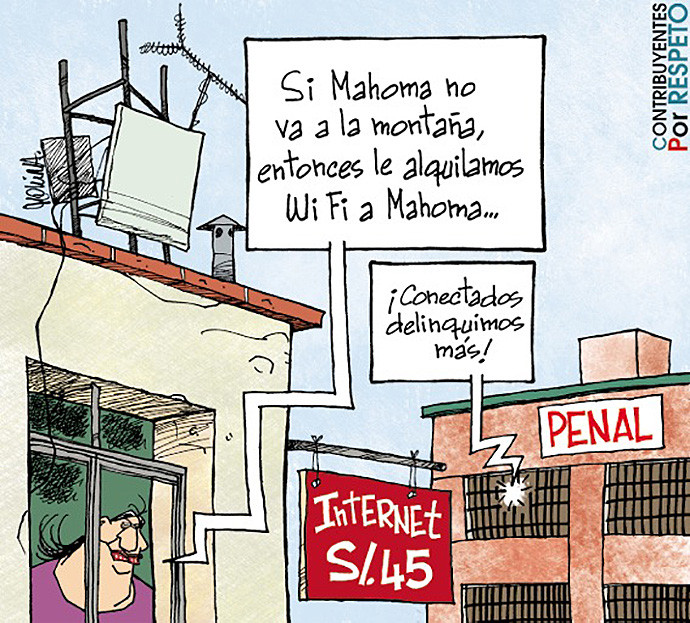 CONTRIBUYENTES
Por RESPETO
Si Mahoma no
va a la montaña,
entonces le alquilamos
Wi Fi a Mahoma...
¡Conectados
delinquimos
más!
PENAL
InTERNET
S/.45